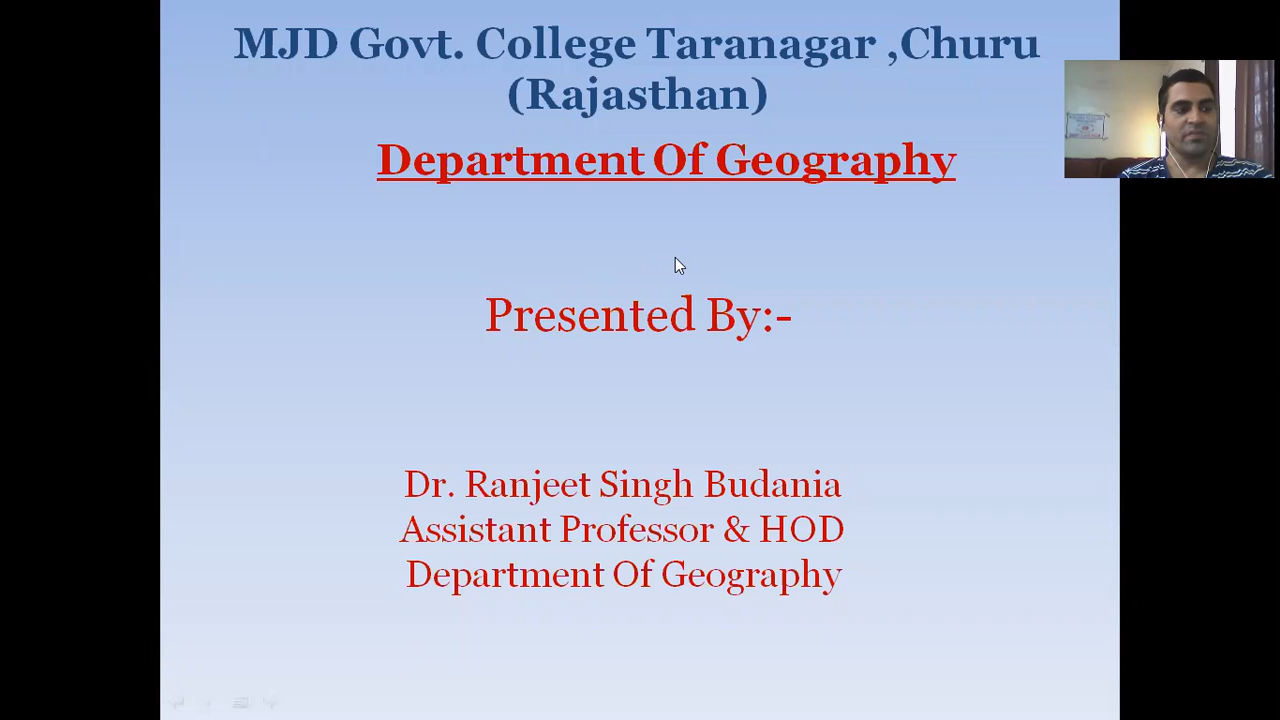 MJD Govt. College Taranagar ,Churu
(Rajasthan)
Department Of Geography
Presented By:-
Dr. Ranjeet Singh Budania
Assistant Professor & HOD
Department Of Geography